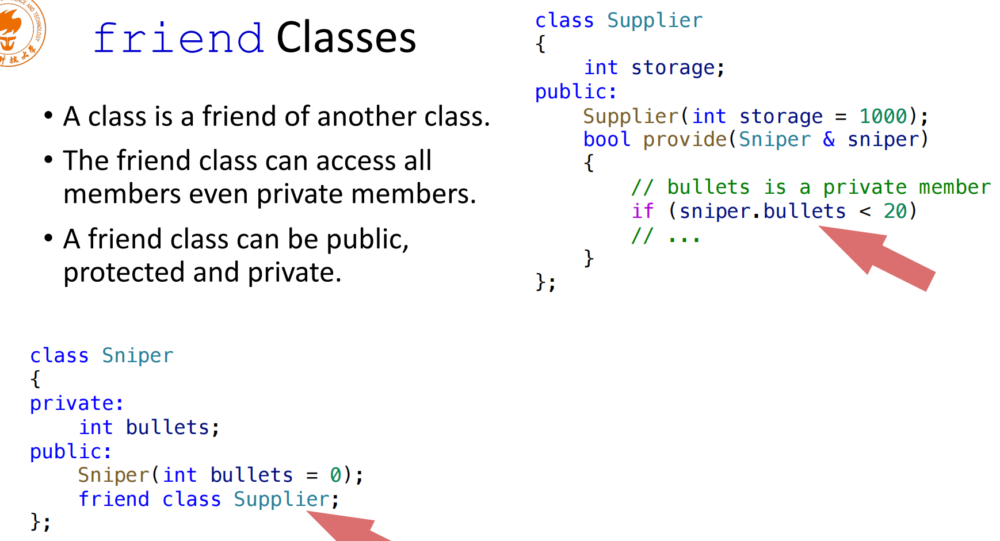 friend Classes
• A class is a friend of another class.
• The friend class can access all
members even private members.
• A friend class can be public,
protected and private.
class Sniper
{
private:
    int bullets;
public:
    Sniper(int bullets = 0);
    friend class Supplier;
};
class Supplier
{
    int storage;
public:
    Supplier(int storage = 1000);
    bool provide(Sniper & sniper)
    {
        // bullets is a private member
        if (sniper.bullets < 20)
        // ...
    }
};